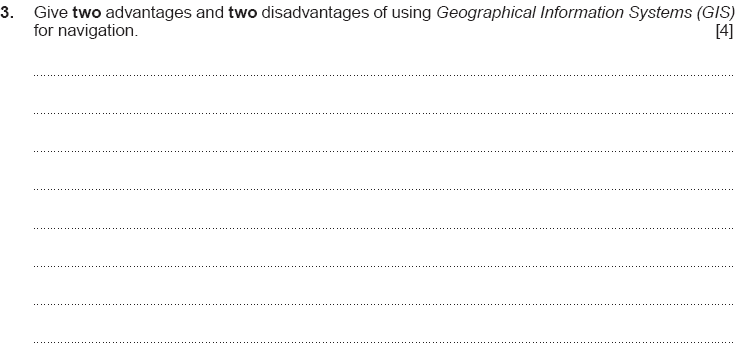 3. Give two advantages and two disadvantages of using Geographical Information Systems (GIS)
for navigation. [4]